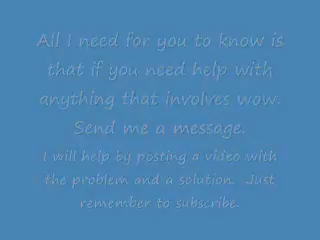 All I need for you to know is
that if you need help with
anything that involves wow.
Send me a message.
I will help by posting a video with
the problem and a solution. Just
remember to subscribe.